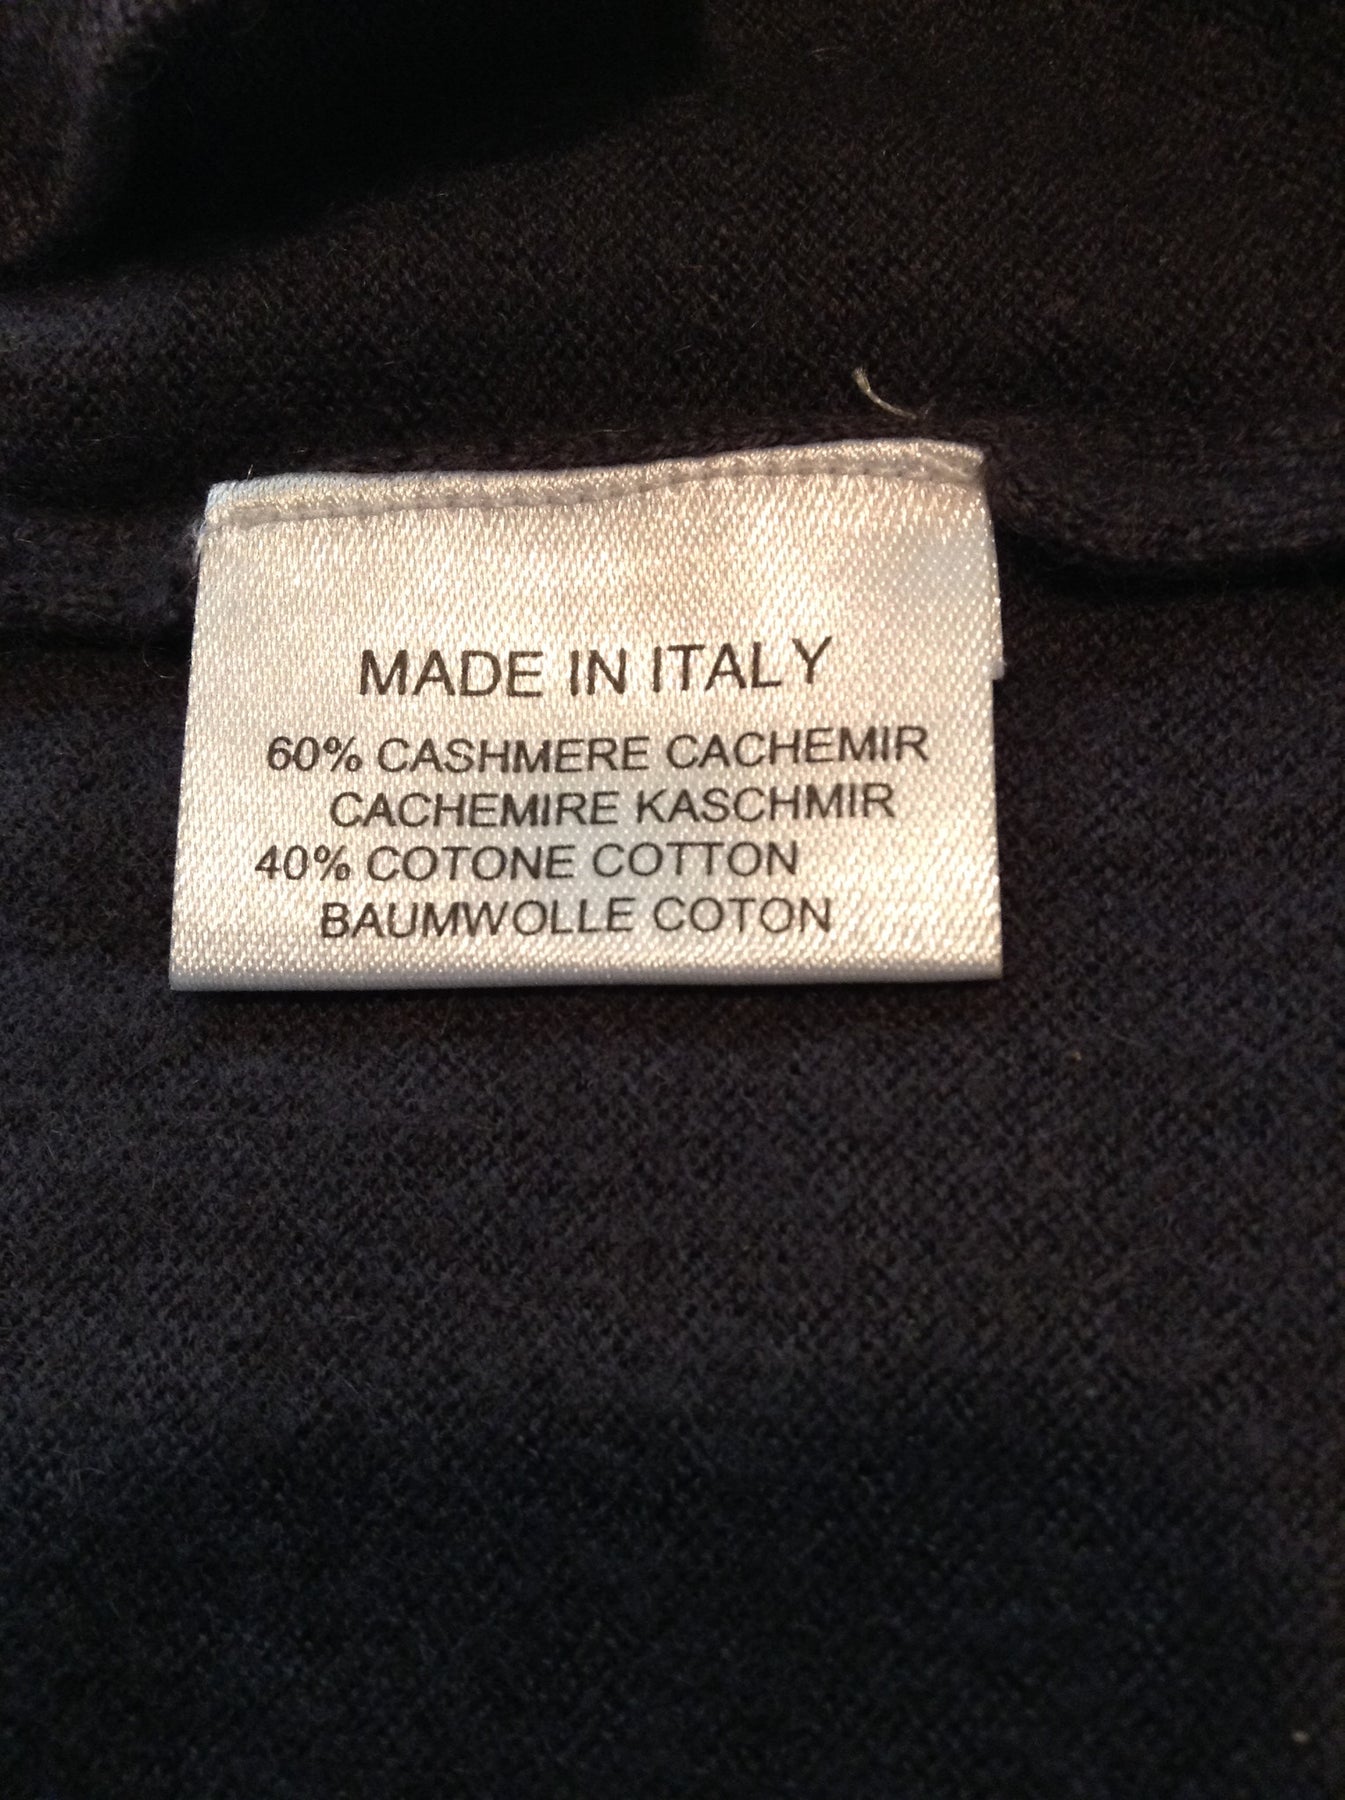 MADE IN ITALY
60% CASHMERE CACHEMIR
CACHEMIRE KASCHMIR
40% COTONE COTTON
BAUMWOLLE COTON